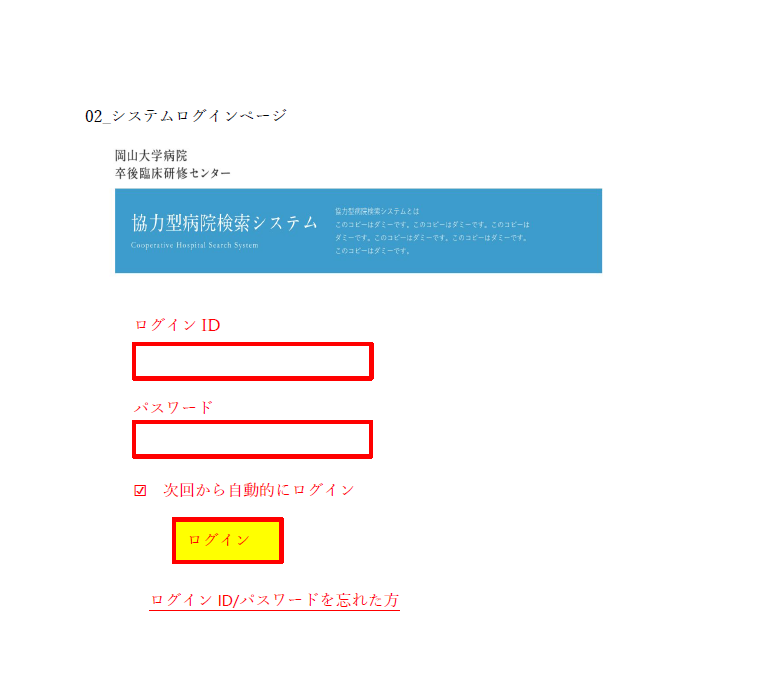 02_システムログインページ
岡山大学病院
卒後臨床研修センター
協力型病院検索システム
Cooperative Hospital Search System
協力型病院検索システムとは
このコピーはダミーです。このコピーはダミーです。このコピーは
ダミーです。このコピーはダミーです。このコピーはダミーです。
このコピーはダミーです。
ログイン ID
パスワード
☑ 次回から自動的にログイン
ログイン
ログイン ID/パスワードを忘れた方